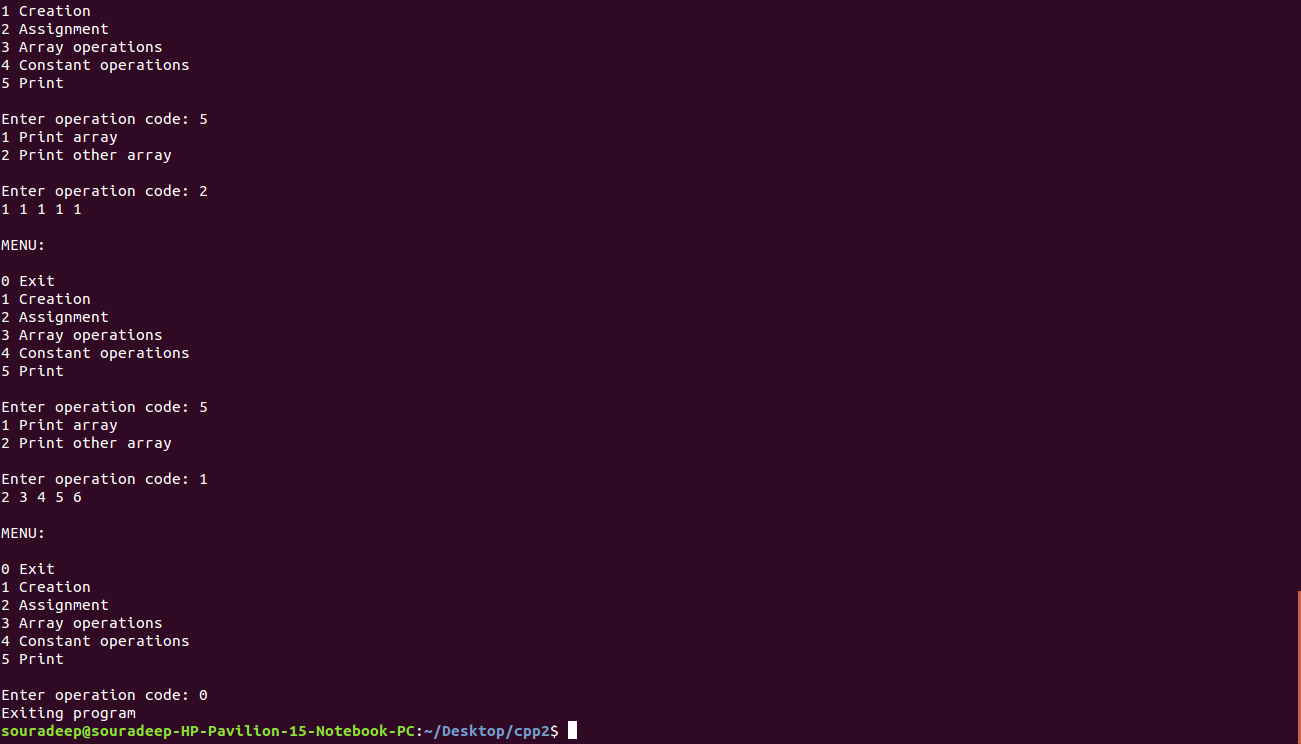 1 Creation
2 Assignment
3 Array operations
4 Constant operations
5 Print
Enter operation code: 5
1 Print array
2 Print other array
Enter operation code: 2
1 1 1 1 1
MENU:
0 Exit
1 Creation
2 Assignment
3 Array operations
4 Constant operations
5 Print
Enter operation code: 5
1 Print array
2 Print other array
Enter operation code: 1
2 3 4 5 6
MENU:
0 Exit
1 Creation
2 Assignment
3 Array operations
4 Constant operations
5 Print
Enter operation code: 0
Exiting program
souradeep@souradeep-HP-Pavilion-15-Notebook-PC:~/Desktop/cpp2$